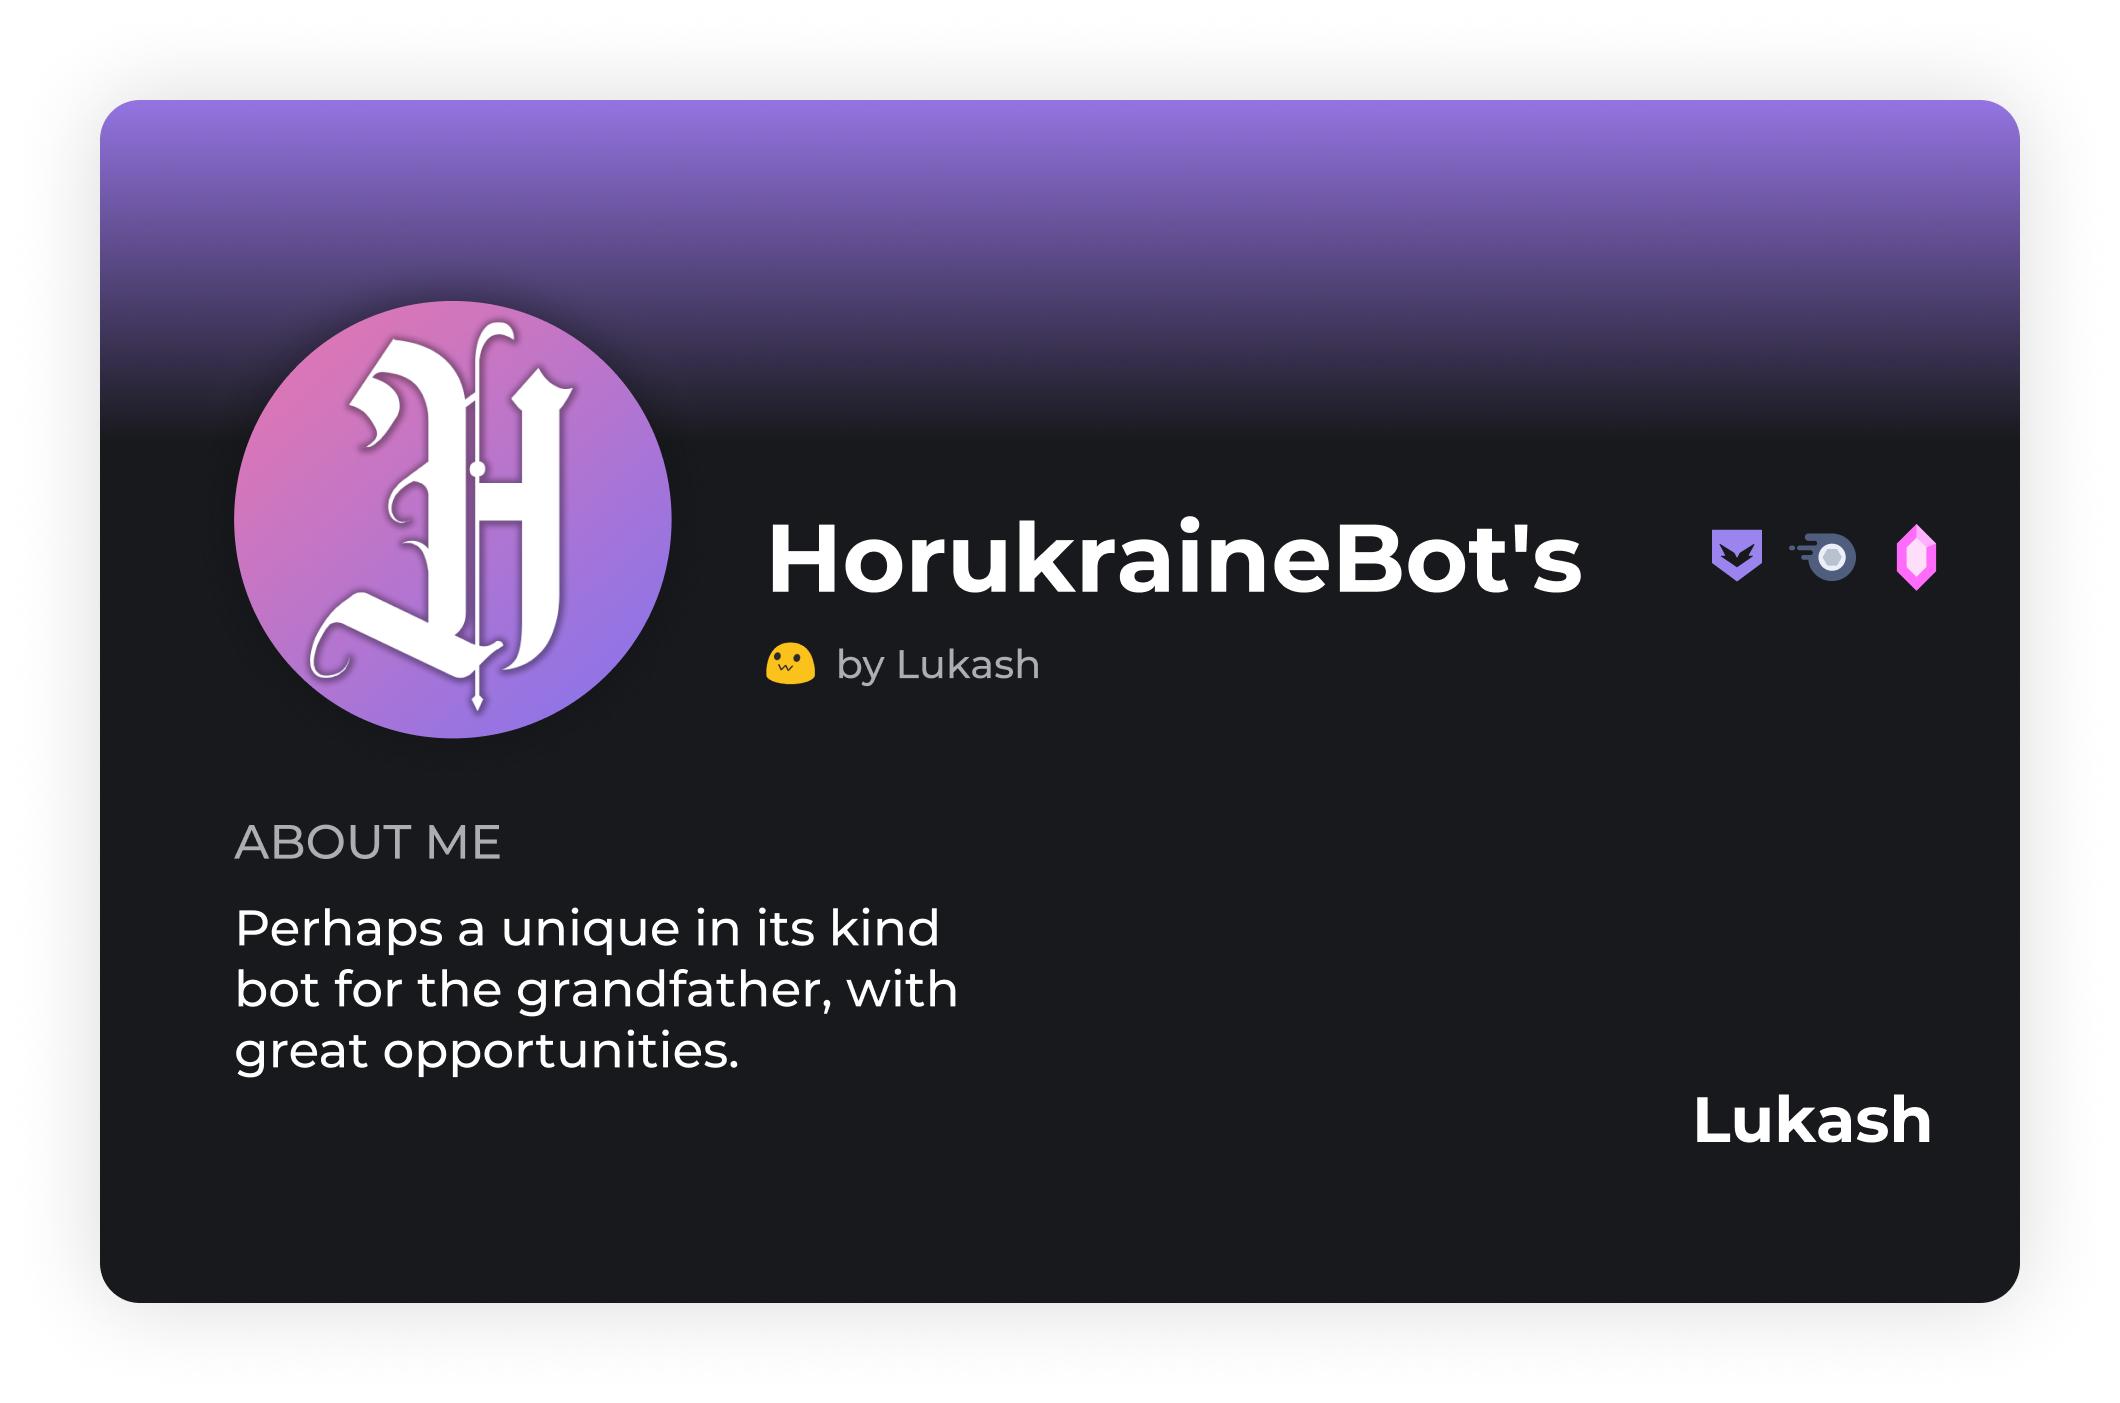 H
HorukraineBot's
by Lukash
ABOUT ME
Perhaps a unique in its kind
bot for the grandfather, with
great opportunities.
Lukash